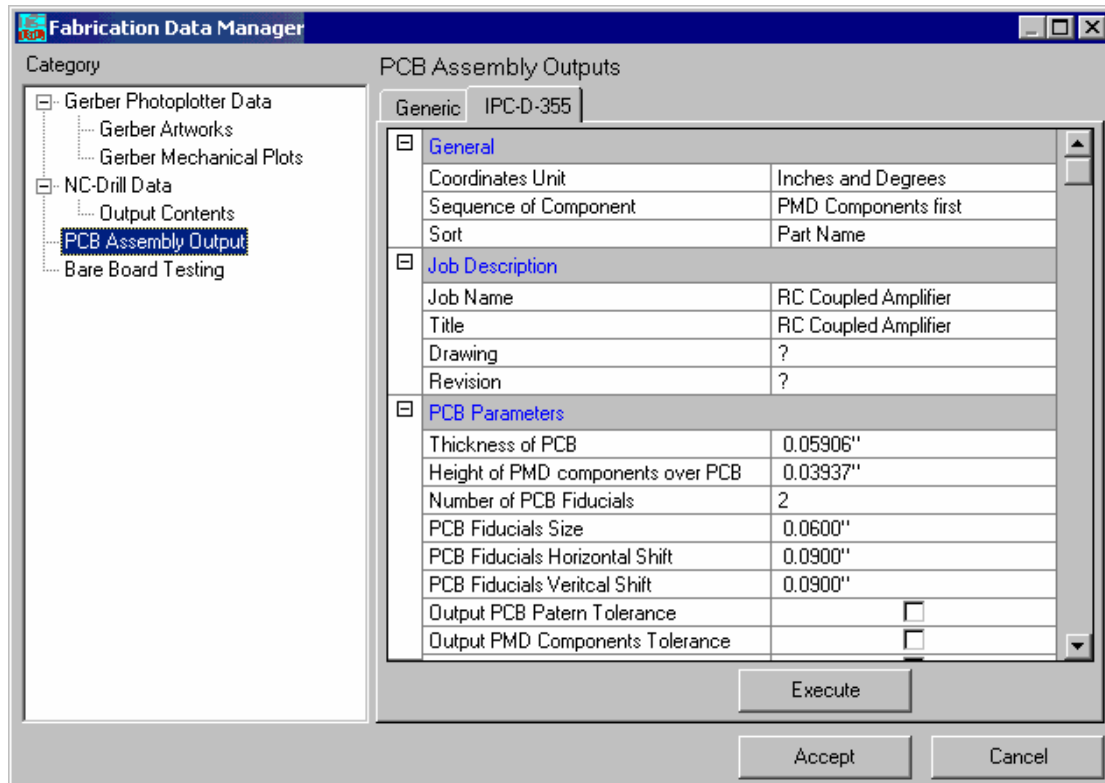 Fabrication Data Manager
Category
Gerber Photoplotter Data
Gerber Artworks
Gerber Mechanical Plots
NC-Drill Data
Output Contents
PCB Assembly Output
Bare Board Testing
PCB Assembly Outputs
Generic IPC-D-355
General
Coordinates Unit Inches and Degrees
Sequence of Component PMD Components first
Sort Part Name
Job Description
Job Name RC Coupled Amplifier
Title RC Coupled Amplifier
Drawing ?
Revision ?
PCB Parameters
Thickness of PCB 0.05906"
Height of PMD components over PCB 0.03937"
Number of PCB Fiducials 2
PCB Fiducials Size 0.0600"
PCB Fiducials Horizontal Shift 0.0900"
PCB Fiducials Veritcal Shift 0.0900"
Output PCB Patern Tolerance
Output PMD Components Tolerance
Execute
Accept Cancel